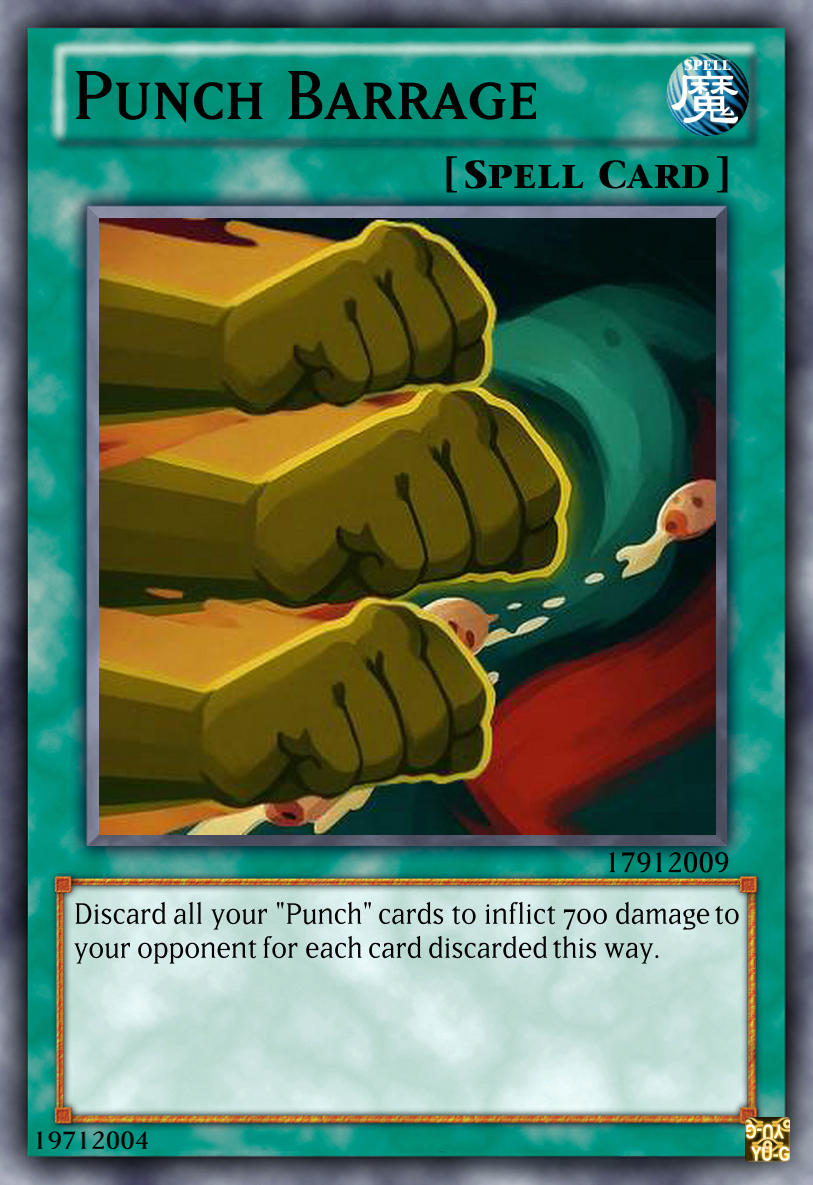 Punch Barrage
SPELL
魔
[Spell Card]
17912009
Discard all your "Punch" cards to inflict 700 damage to
your opponent for each card discarded this way.
19712004
YU-G